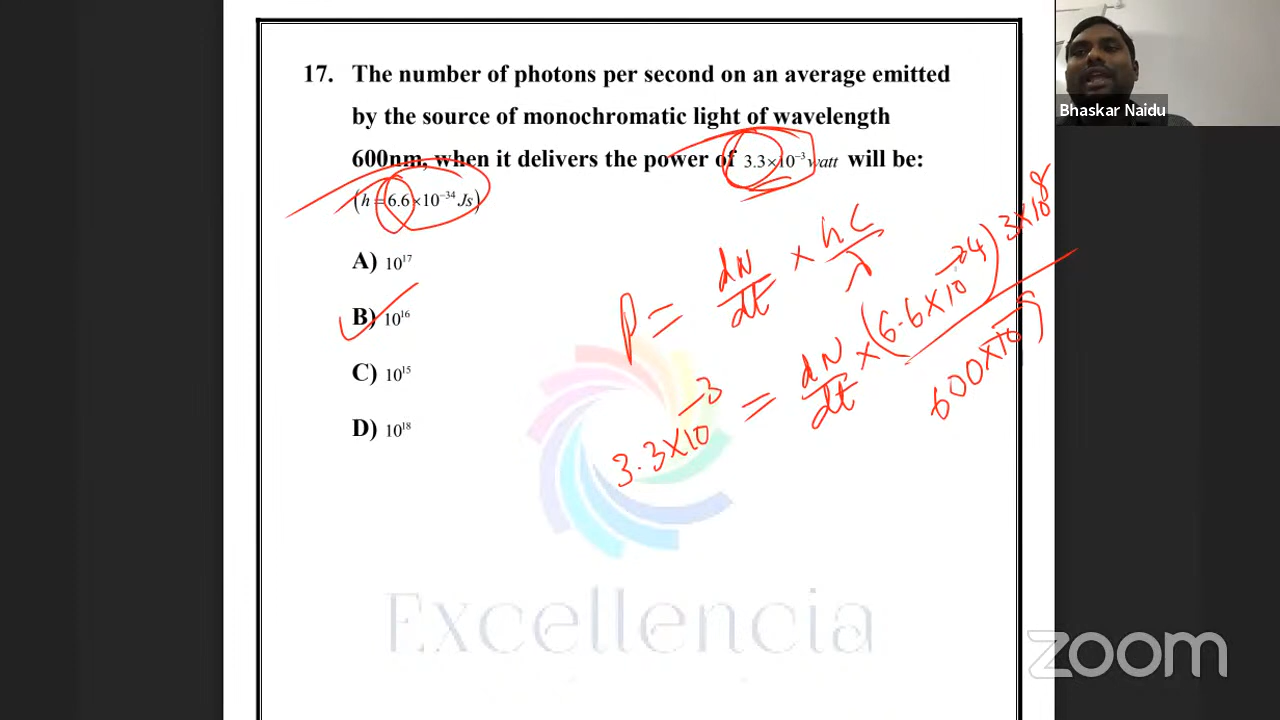 17. The number of photons per second on an average emitted
by the source of monochromatic light of wavelength
600nm, when it delivers the power of 3.3×10⁻³ watt will be:
(h = 6.6×10⁻³⁴ Js)
A) 10¹⁷
B) 10¹⁶
C) 10¹⁵
D) 10¹⁸
P = dN/dt × hc/λ
3.3×10⁻³ = dN/dt × (6.6×10⁻³⁴) 3×10⁸ / 600×10⁻⁹
Bhaskar Naidu
Excellencia
zoom